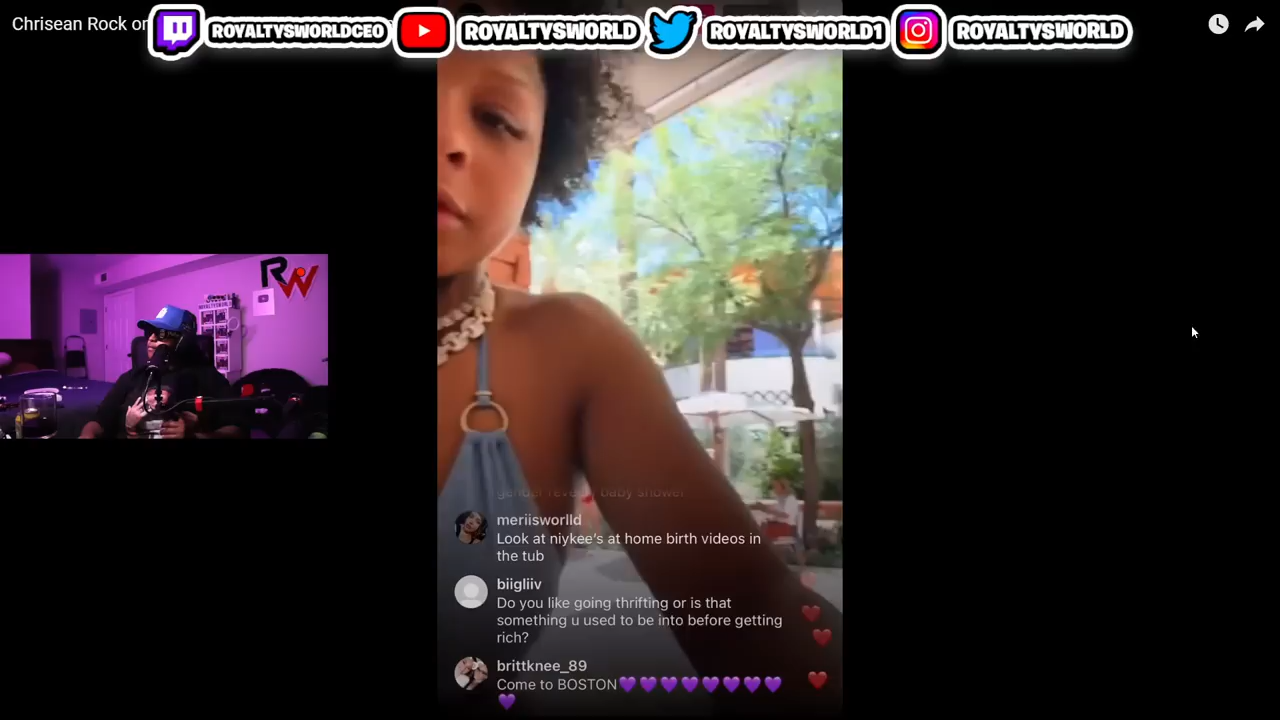 Chrisean Rock on
ROYALTYSWORLDCEO
ROYALTYSWORLD
ROYALTYSWORLD1
ROYALTYSWORLD
RW
gender reveal baby shower
meriisworlld
Look at niykee's at home birth videos in
the tub
biigliiv
Do you like going thrifting or is that
something u used to be into before getting
rich?
brittknee_89
Come to BOSTON💜💜💜💜💜💜💜
💜